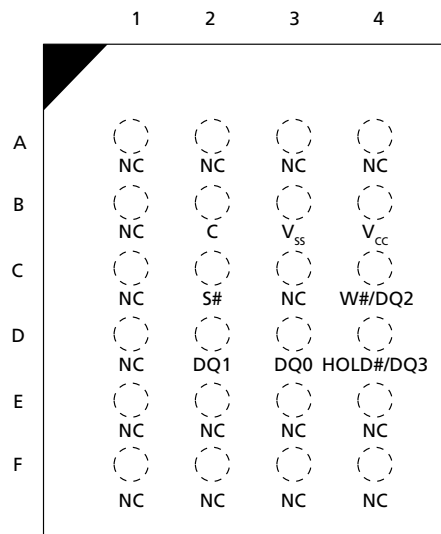 1 2 3 4
A
NC NC NC NC
B
NC C VSS VCC
C
NC S# NC W#/DQ2
D
NC DQ1 DQ0 HOLD#/DQ3
E
NC NC NC NC
F
NC NC NC NC